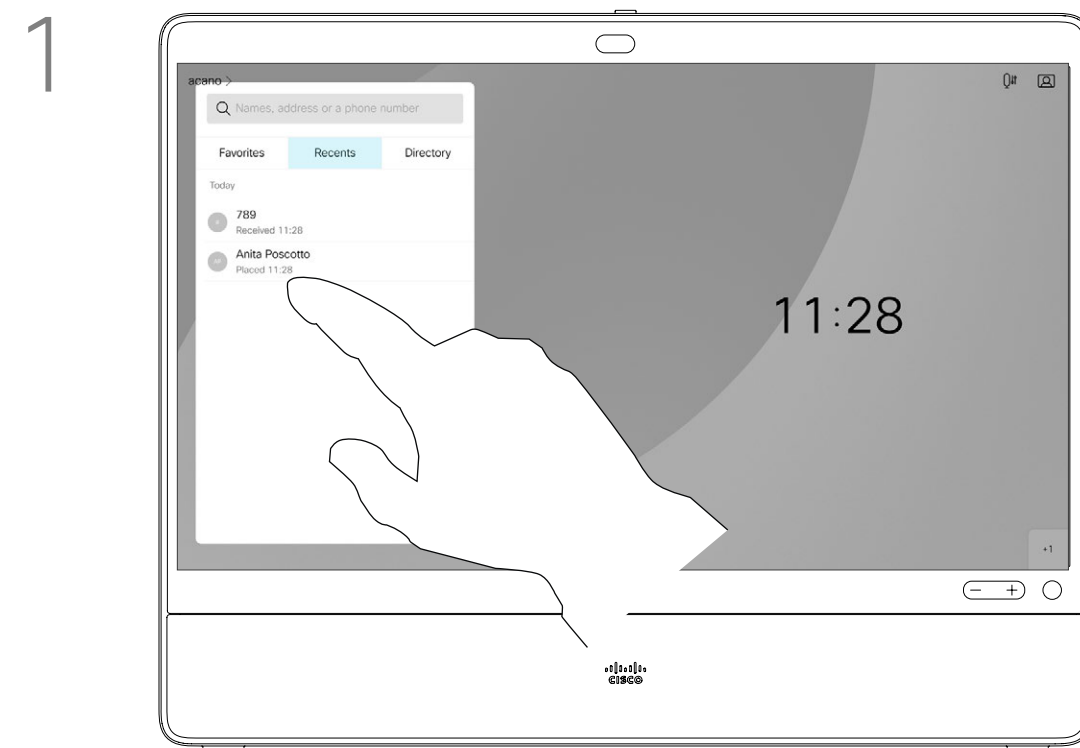 1
acano >
Names, address or a phone number
Favorites Recents Directory
Today
789
Received 11:28
Anita Poscotto
Placed 11:28
11:28
+1
CISCO